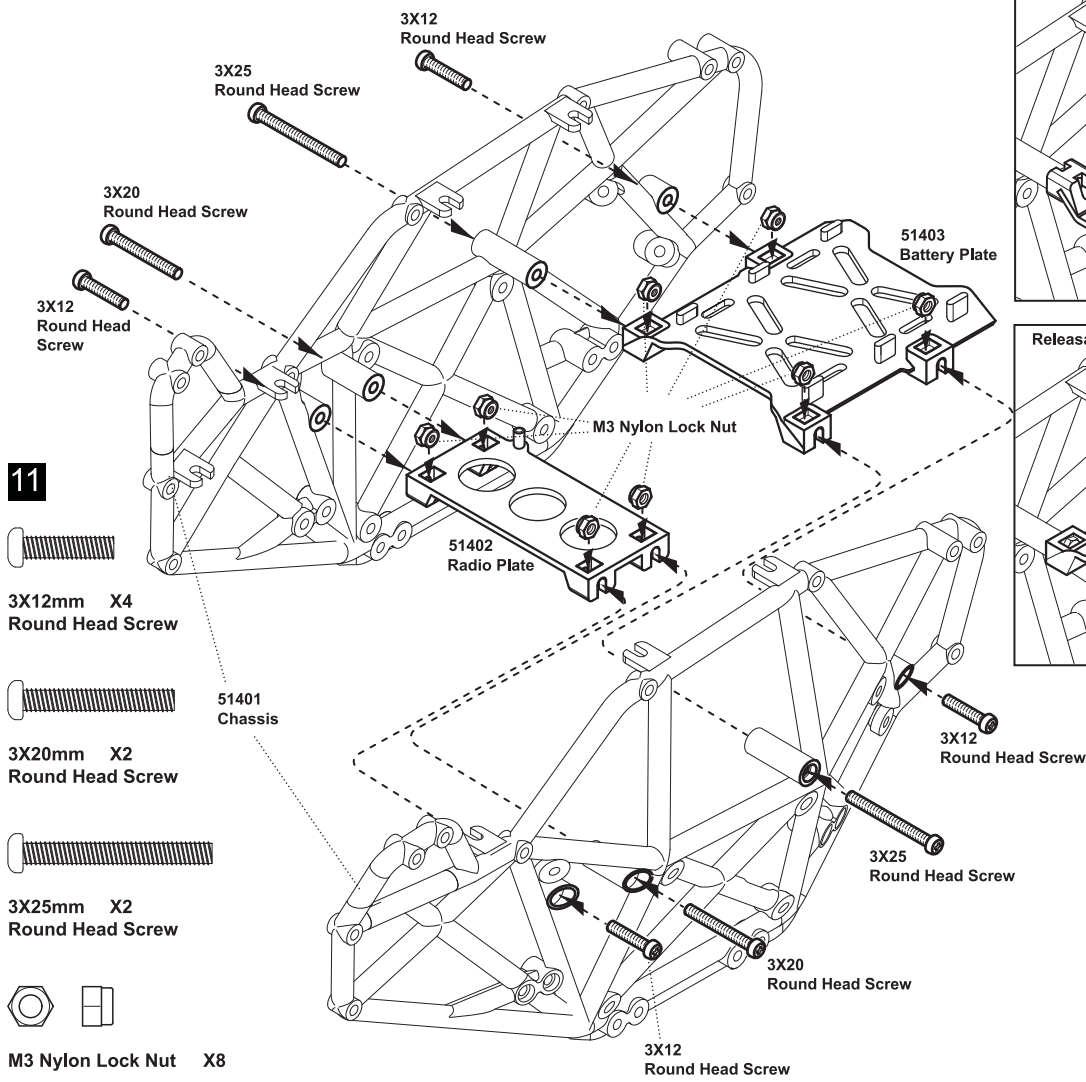 3X12
Round Head Screw
3X25
Round Head Screw
3X20
Round Head Screw
3X12
Round Head
Screw
51403
Battery Plate
M3 Nylon Lock Nut
51402
Radio Plate
11
3X12mm X4
Round Head Screw
3X20mm X2
Round Head Screw
3X25mm X2
Round Head Screw
M3 Nylon Lock Nut X8
51401
Chassis
3X12
Round Head Screw
3X25
Round Head Screw
3X20
Round Head Screw
3X12
Round Head Screw